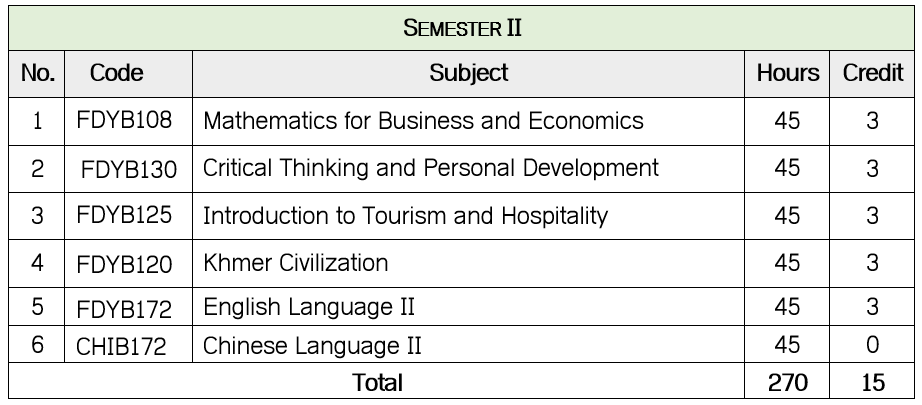 SEMESTER II
No. Code Subject Hours Credit
1 FDYB108 Mathematics for Business and Economics 45 3
2 FDYB130 Critical Thinking and Personal Development 45 3
3 FDYB125 Introduction to Tourism and Hospitality 45 3
4 FDYB120 Khmer Civilization 45 3
5 FDYB172 English Language II 45 3
6 CHIB172 Chinese Language II 45 0
Total 270 15